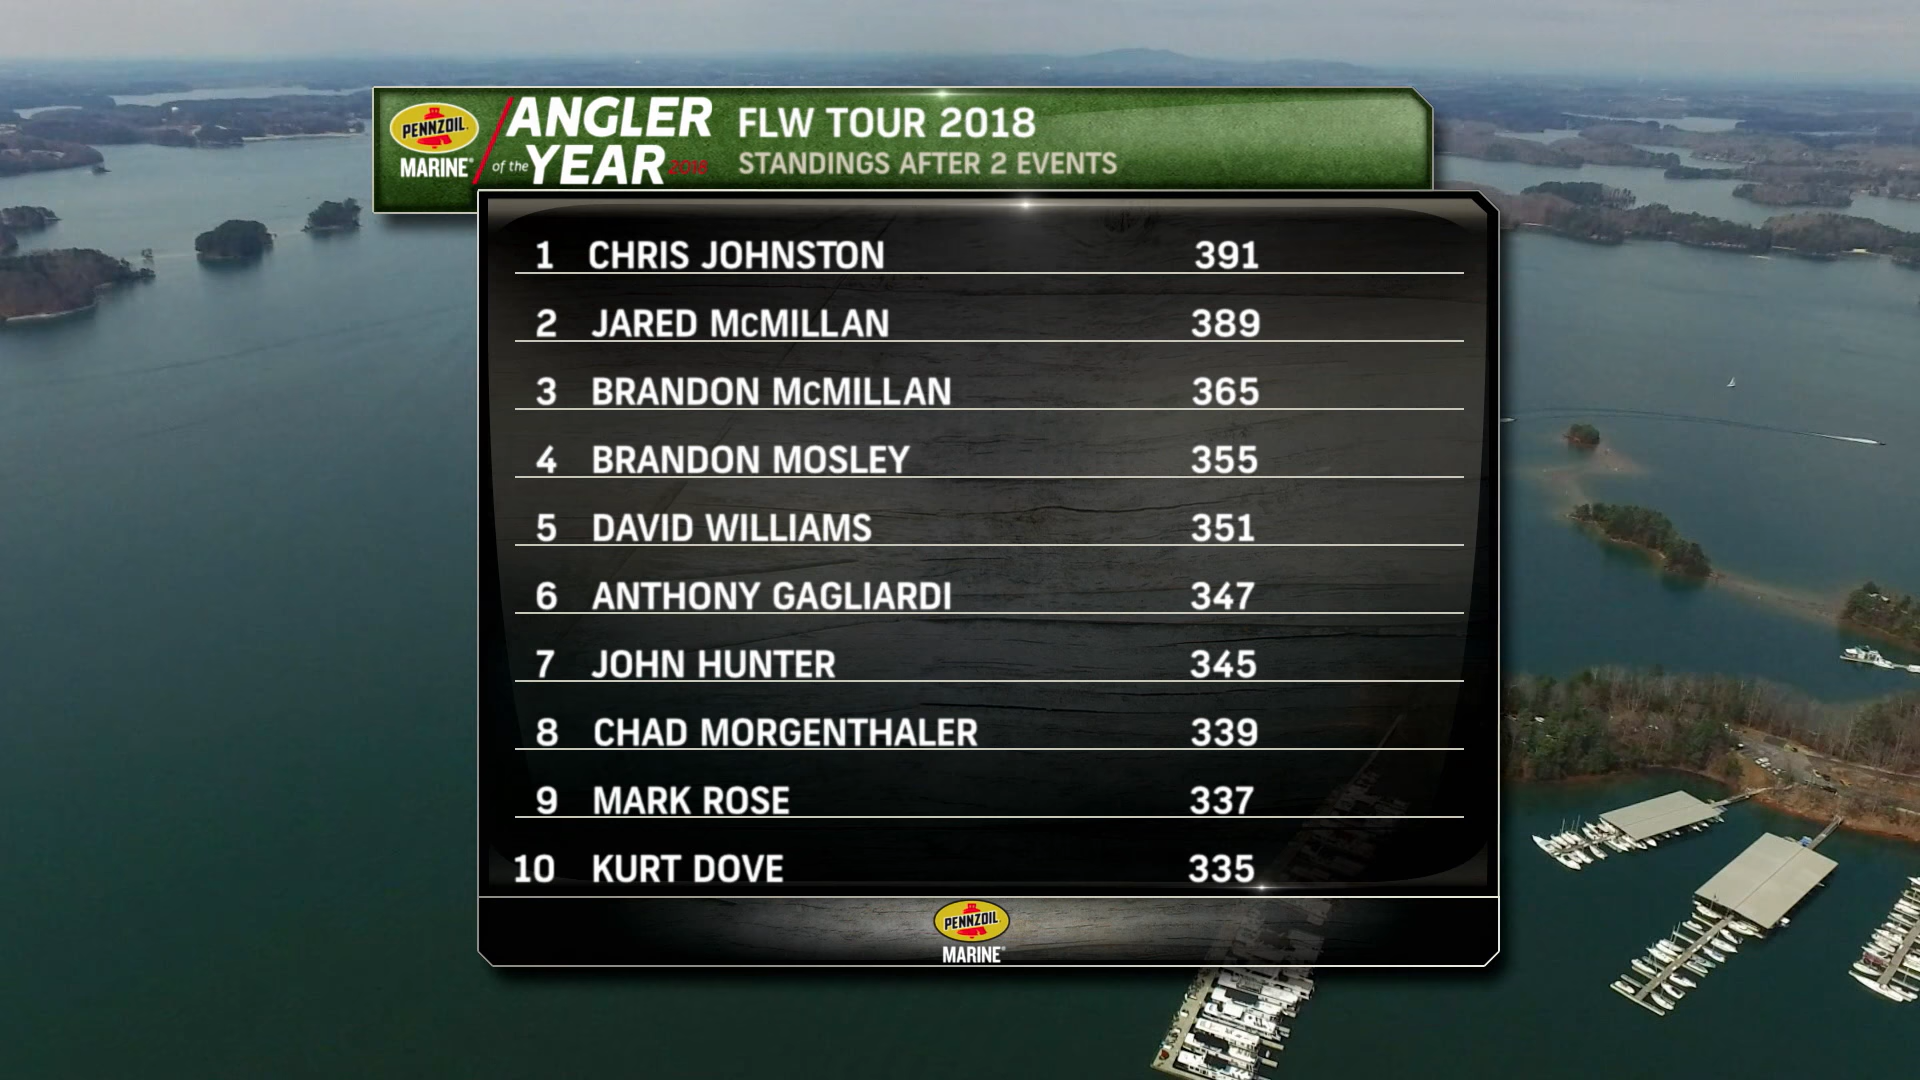 PENNZOIL
MARINE®
ANGLER
of the YEAR 2018
FLW TOUR 2018
STANDINGS AFTER 2 EVENTS
1 CHRIS JOHNSTON 391
2 JARED McMILLAN 389
3 BRANDON McMILLAN 365
4 BRANDON MOSLEY 355
5 DAVID WILLIAMS 351
6 ANTHONY GAGLIARDI 347
7 JOHN HUNTER 345
8 CHAD MORGENTHALER 339
9 MARK ROSE 337
10 KURT DOVE 335
PENNZOIL
MARINE®